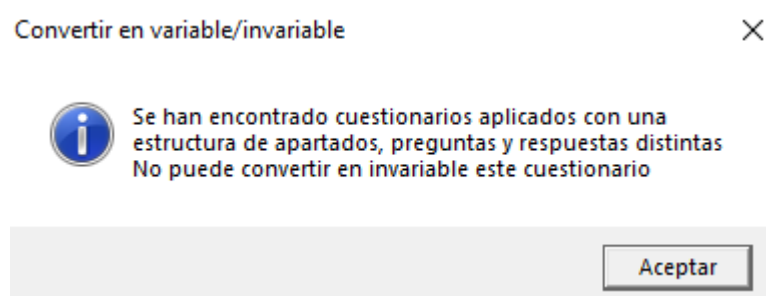 Convertir en variable/invariable
Se han encontrado cuestionarios aplicados con una
estructura de apartados, preguntas y respuestas distintas
No puede convertir en invariable este cuestionario
Aceptar